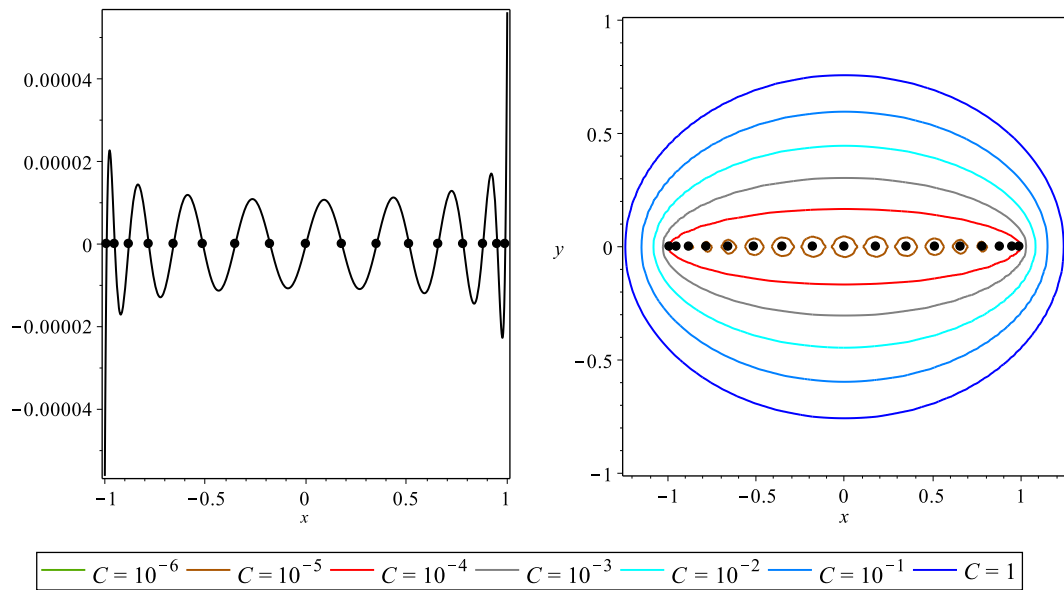 0.00004
0.00002
0
−0.00002
−0.00004
−1
−0.5
0
0.5
1
x
1
0.5
y
0
−0.5
−1
−1
−0.5
0
0.5
1
x
C = 10⁻⁶
C = 10⁻⁵
C = 10⁻⁴
C = 10⁻³
C = 10⁻²
C = 10⁻¹
C = 1